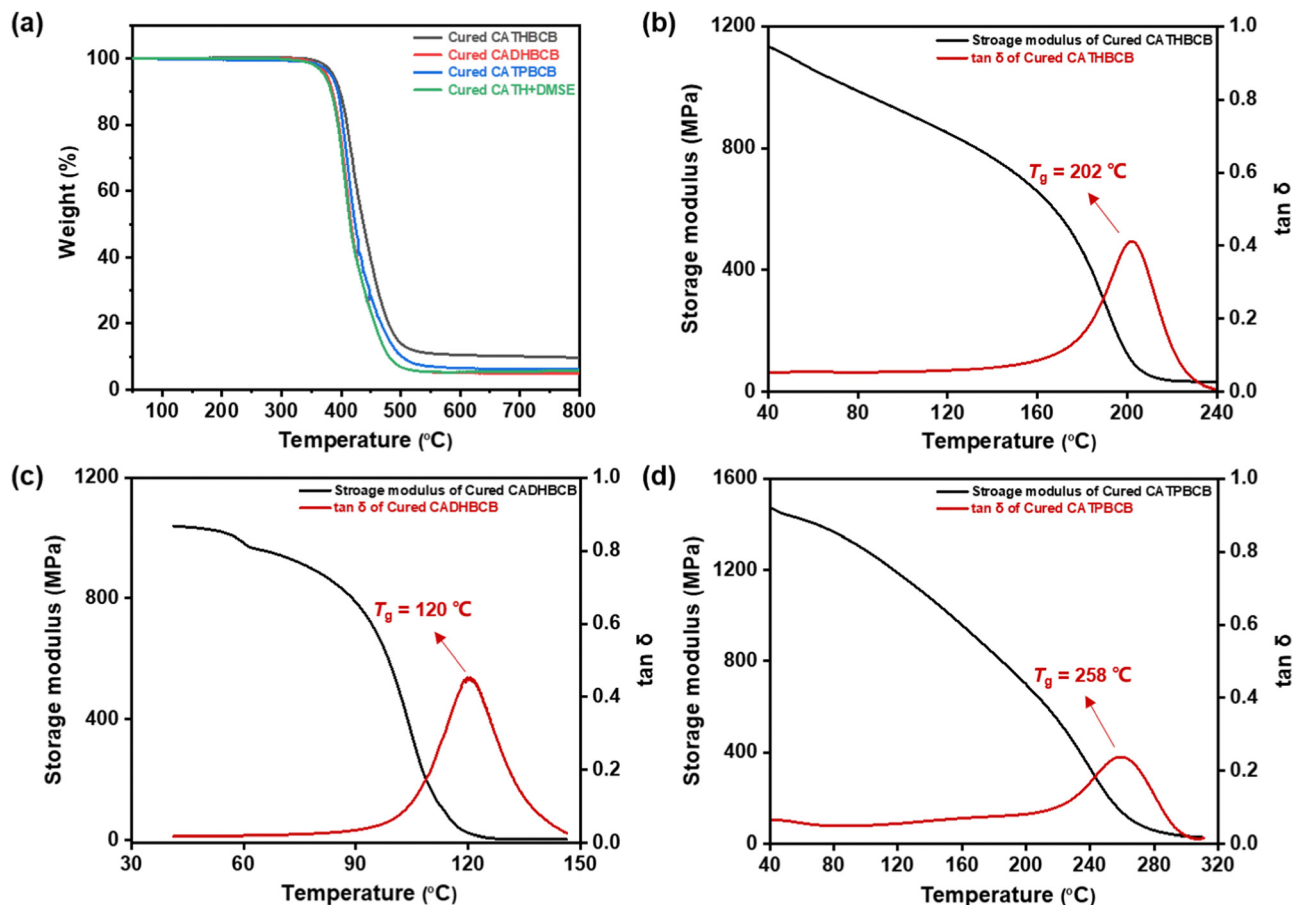 (a)
Cured CATHBCB
Cured CADHBCB
Cured CATPBCB
Cured CATH+DMSE
100
80
60
40
20
0
Weight (%)
100 200 300 400 500 600 700 800
Temperature (°C)
(b)
Stroage modulus of Cured CATHBCB
tan δ of Cured CATHBCB
1200
800
400
0
Storage modulus (MPa)
Tg = 202 ℃
1.0
0.8
0.6
0.4
0.2
0.0
tan δ
40 80 120 160 200 240
Temperature (°C)
(c)
Stroage modulus of Cured CADHBCB
tan δ of Cured CADHBCB
1200
800
400
0
Storage modulus (MPa)
Tg = 120 ℃
1.0
0.8
0.6
0.4
0.2
0.0
tan δ
30 60 90 120 150
Temperature (°C)
(d)
Stroage modulus of Cured CATPBCB
tan δ of Cured CATPBCB
1600
1200
800
400
0
Storage modulus (MPa)
Tg = 258 ℃
1.0
0.8
0.6
0.4
0.2
0.0
tan δ
40 80 120 160 200 240 280 320
Temperature (°C)